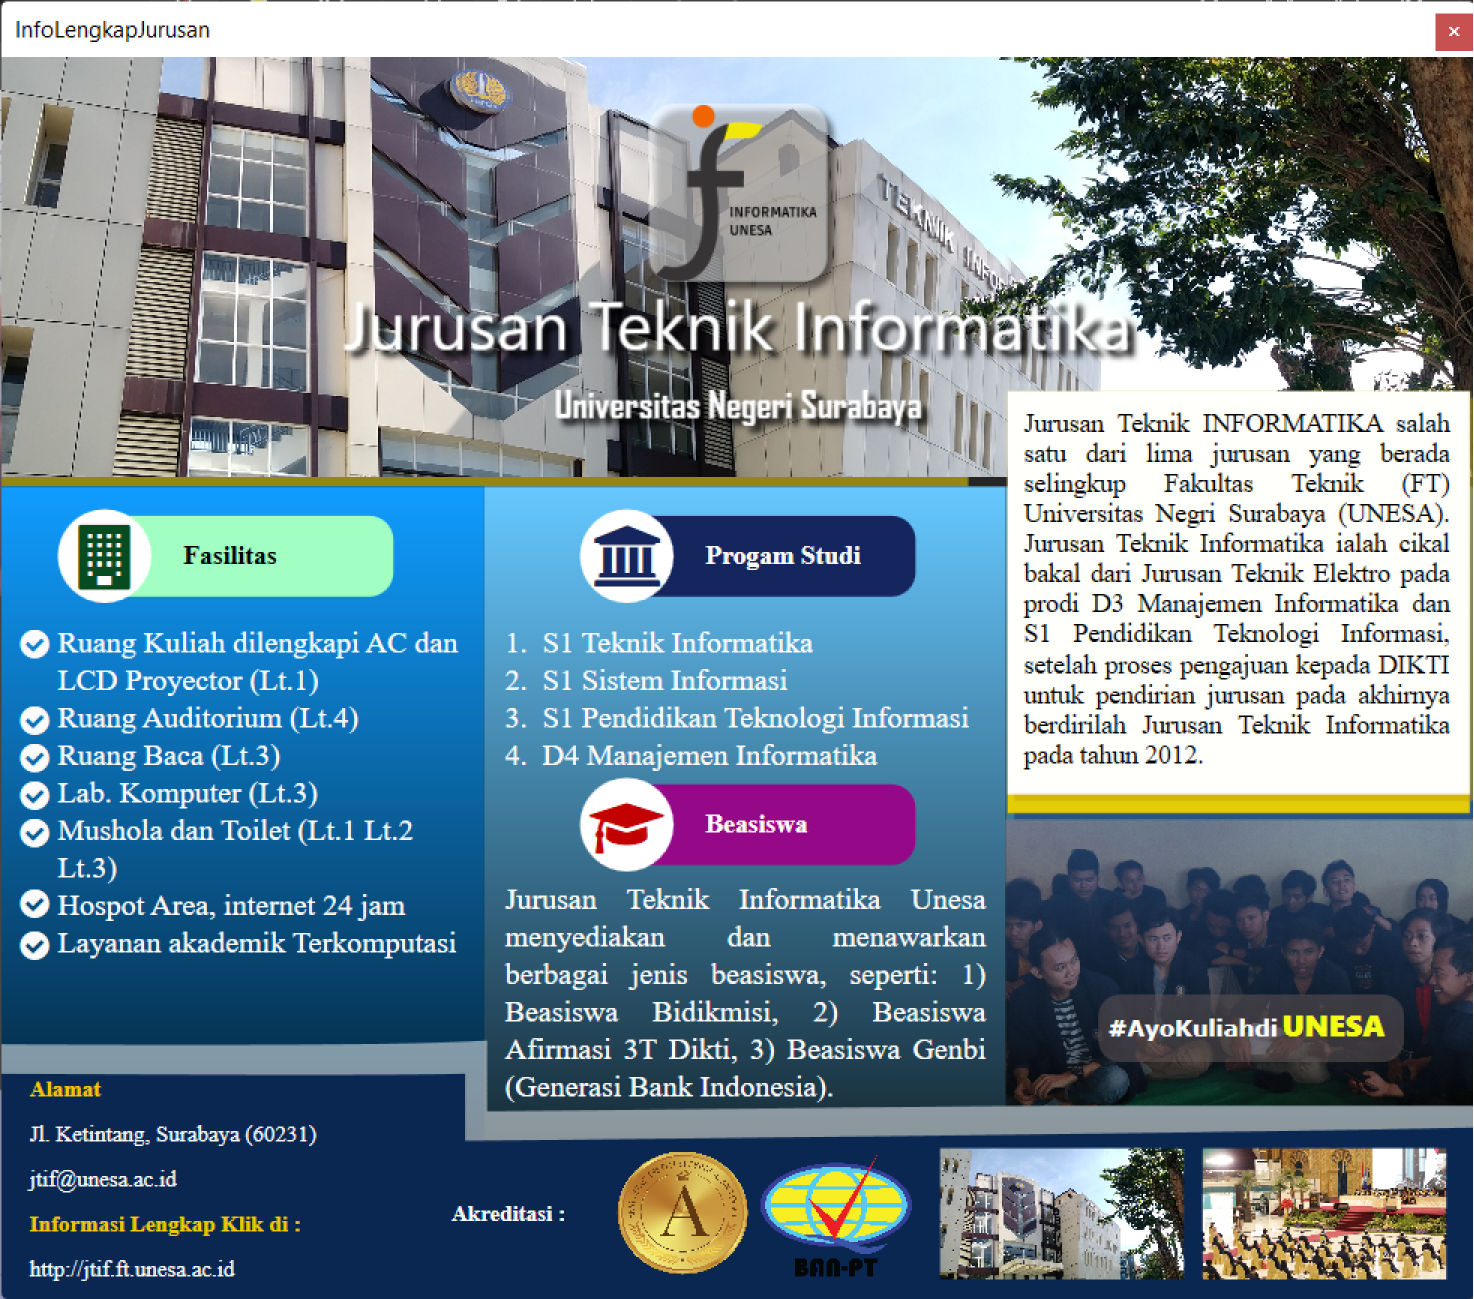 InfoLengkapJurusan
INFORMATIKA
UNESA
TEKNIK INFO
Jurusan Teknik Informatika
Universitas Negeri Surabaya
Jurusan Teknik INFORMATIKA salah
satu dari lima jurusan yang berada
selingkup Fakultas Teknik (FT)
Universitas Negri Surabaya (UNESA).
Jurusan Teknik Informatika ialah cikal
bakal dari Jurusan Teknik Elektro pada
prodi D3 Manajemen Informatika dan
S1 Pendidikan Teknologi Informasi,
setelah proses pengajuan kepada DIKTI
untuk pendirian jurusan pada akhirnya
berdirilah Jurusan Teknik Informatika
pada tahun 2012.
Fasilitas
Ruang Kuliah dilengkapi AC dan
LCD Proyector (Lt.1)
Ruang Auditorium (Lt.4)
Ruang Baca (Lt.3)
Lab. Komputer (Lt.3)
Mushola dan Toilet (Lt.1 Lt.2
Lt.3)
Hospot Area, internet 24 jam
Layanan akademik Terkomputasi
Progam Studi
1. S1 Teknik Informatika
2. S1 Sistem Informasi
3. S1 Pendidikan Teknologi Informasi
4. D4 Manajemen Informatika
Beasiswa
Jurusan Teknik Informatika Unesa
menyediakan dan menawarkan
berbagai jenis beasiswa, seperti: 1)
Beasiswa Bidikmisi, 2) Beasiswa
Afirmasi 3T Dikti, 3) Beasiswa Genbi
(Generasi Bank Indonesia).
#AyoKuliahdi UNESA
Alamat
Jl. Ketintang, Surabaya (60231)
jtif@unesa.ac.id
Informasi Lengkap Klik di :
http://jtif.ft.unesa.ac.id
Akreditasi :
A
BAN-PT